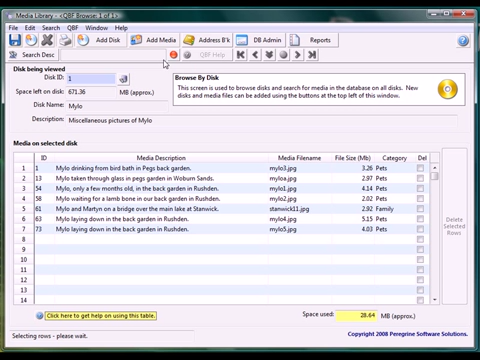 Media Library - <QBF Browse: 1 of 1>
File Edit Search QBF Window Help
Add Disk Add Media Address B'k DB Admin Reports
Search Desc QBF Help
Disk being viewed
Disk ID: 1
Space left on disk: 671.36 MB (approx.)
Disk Name: Mylo
Description: Miscellaneous pictures of Mylo
Browse By Disk
This screen is used to browse disks and search for media in the database on all disks. New
disks and media files can be added using the buttons at the top left of this window.
Media on selected disk
ID Media Description Media Filename File Size (Mb) Category Del
1 1 Mylo drinking from bird bath in Pegs back garden. mylo3.jpg 3.26 Pets
2 13 Mylo taken through glass in pegs garden in Woburn Sands. mylo.jpg 2.97 Pets
3 54 Mylo, only a few months old, in the back garden in Rushden. mylo1.jpg 4.14 Pets
4 58 Mylo waiting for a lamb bone in our back garden in Rushden. mylo2.jpg 2.02 Pets
5 61 Mylo and Martyn on a bridge over the main lake at Stanwick. stanwick11.jpg 2.92 Family
6 63 Mylo laying down in the back garden in Rushden. mylo4.jpg 5.15 Pets
7 73 Mylo laying down in the back garden in Rushden. mylo5.jpg 4.03 Pets
8
9
10
11
12
13
14
Delete
Selected
Rows
Click here to get help on using this table.
Space used: 28.64 MB (approx.)
Selecting rows - please wait.
Copyright 2008 Peregrine Software Solutions.